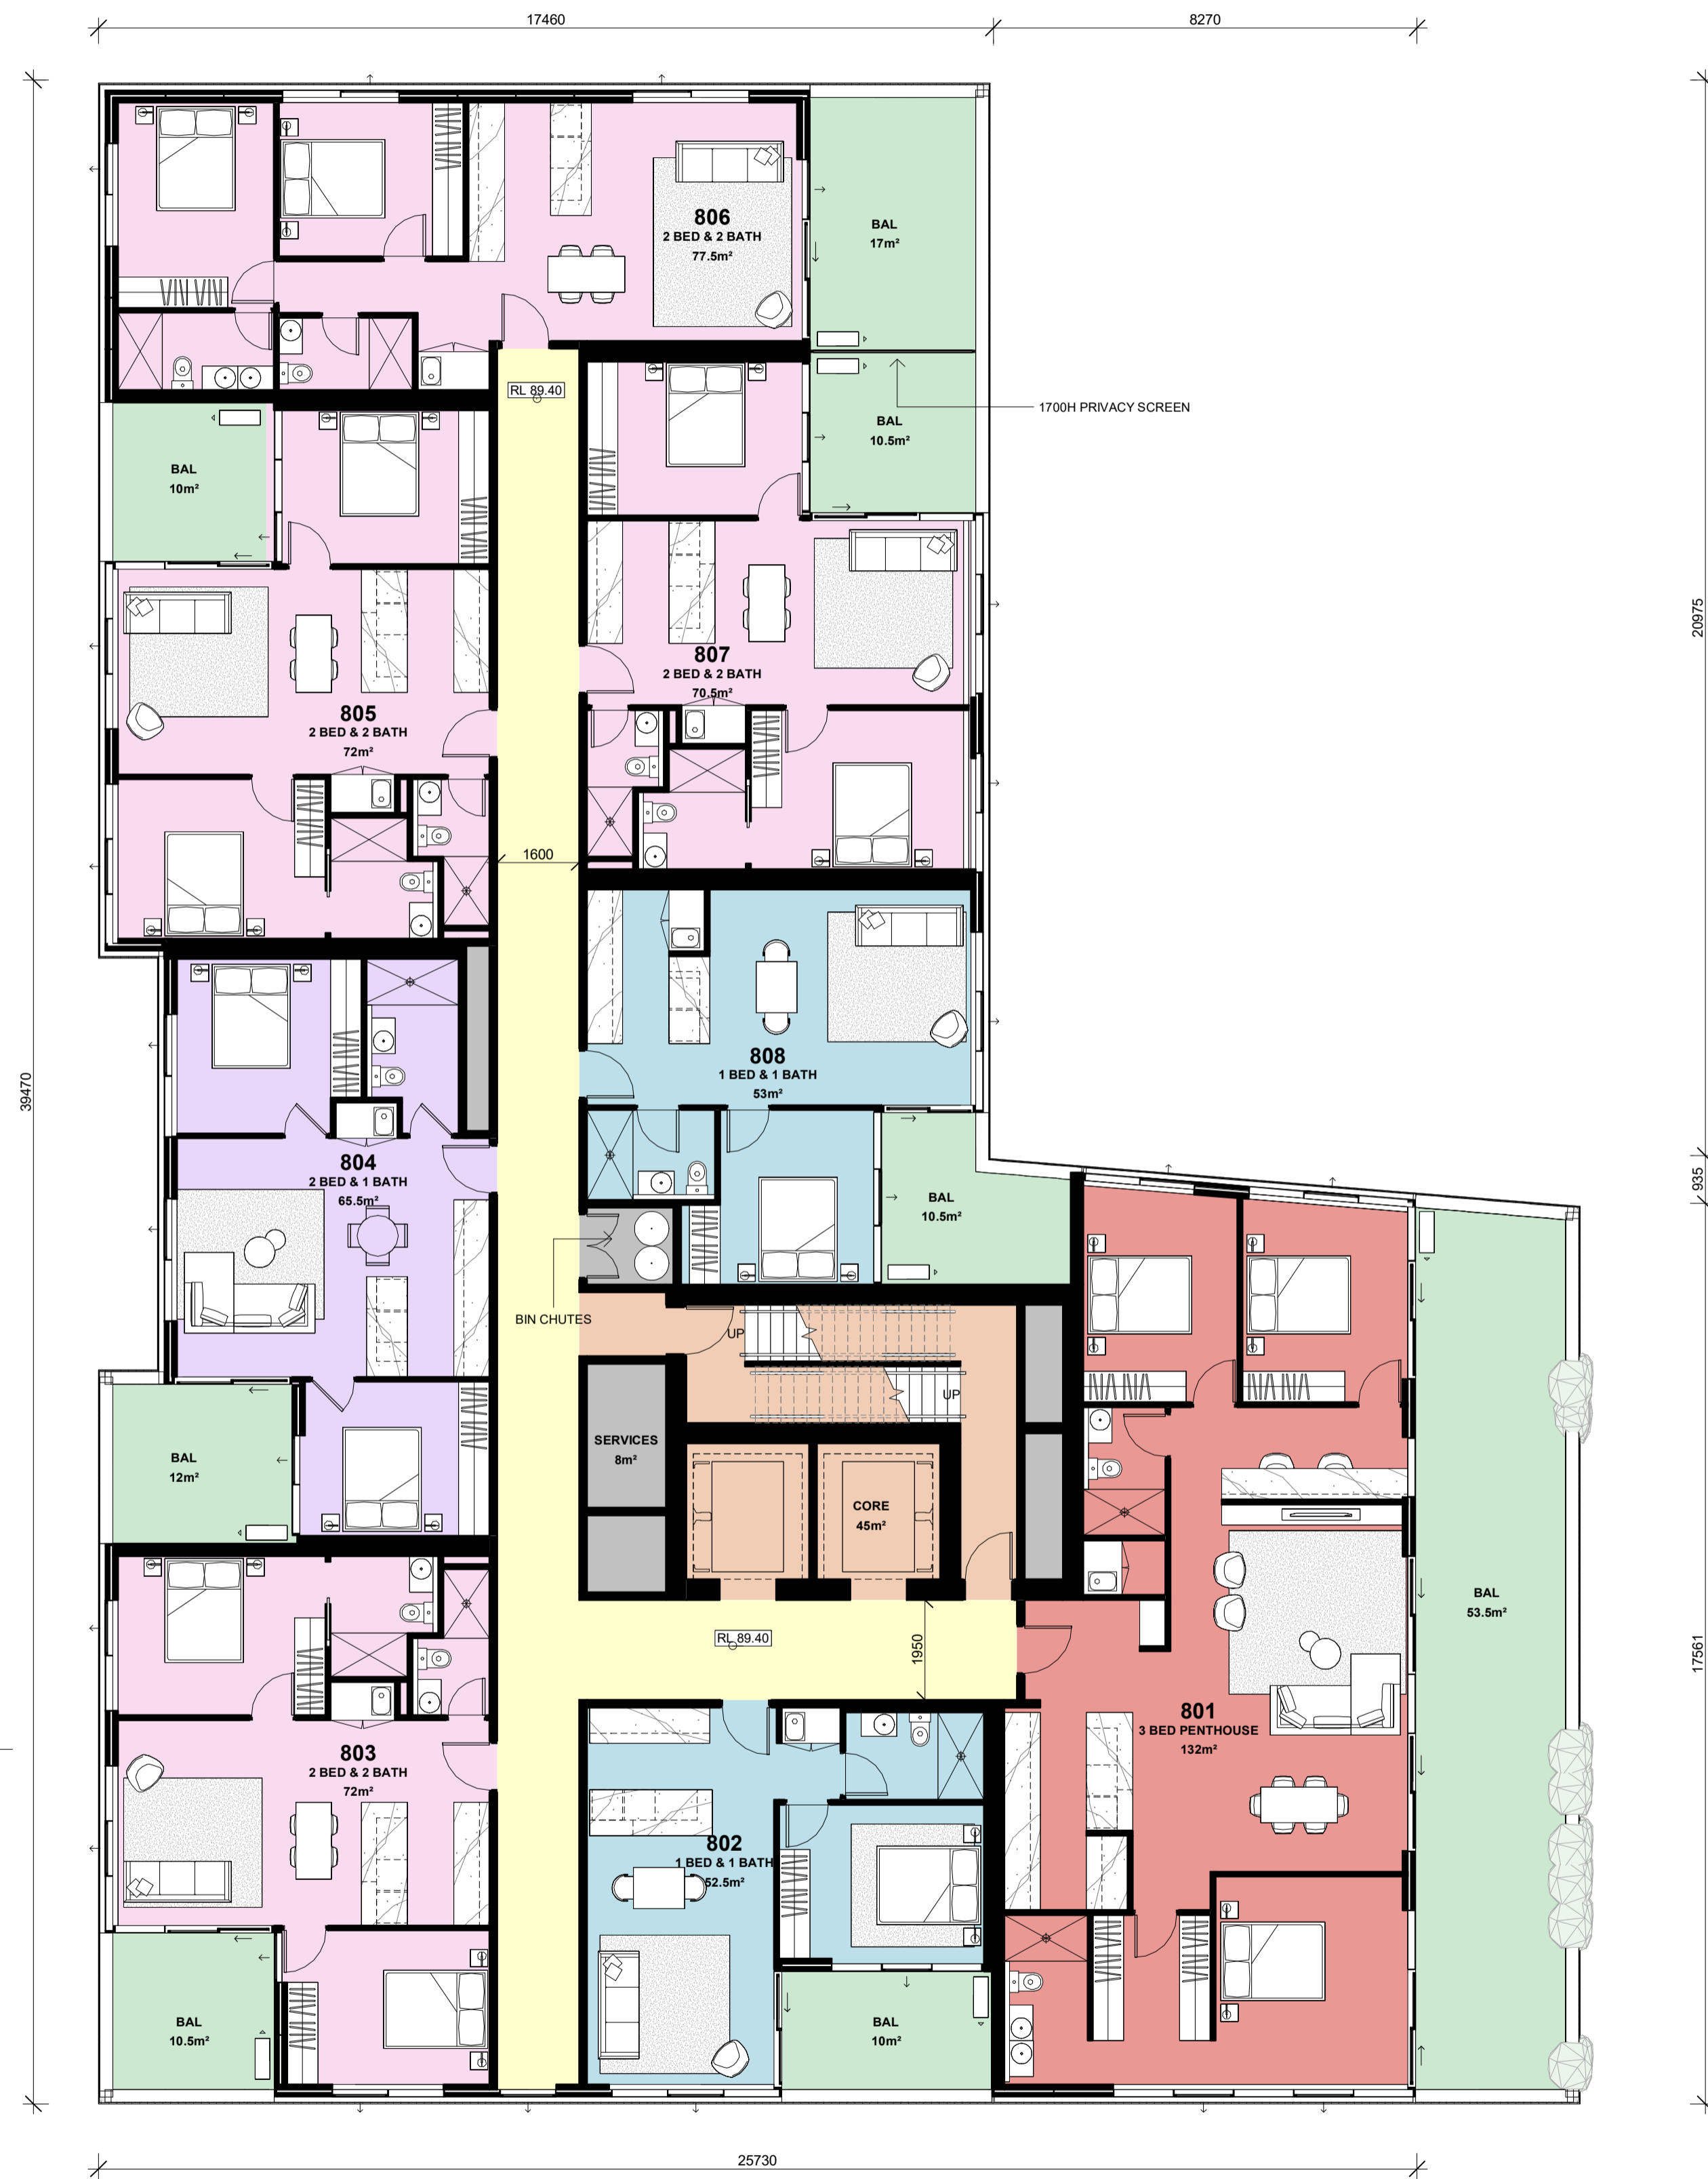 17460
8270
806
2 BED & 2 BATH
77.5m²
BAL
17m²
RL 89.40
1700H PRIVACY SCREEN
BAL
10.5m²
BAL
10m²
20975
807
2 BED & 2 BATH
70.5m²
805
2 BED & 2 BATH
72m²
1600
808
1 BED & 1 BATH
53m²
39470
804
2 BED & 1 BATH
65.5m²
935
BAL
10.5m²
BIN CHUTES
UP
UP
SERVICES
8m²
BAL
12m²
CORE
45m²
BAL
53.5m²
RL 89.40
1950
17561
801
3 BED PENTHOUSE
132m²
803
2 BED & 2 BATH
72m²
802
1 BED & 1 BATH
52.5m²
BAL
10.5m²
BAL
10m²
25730